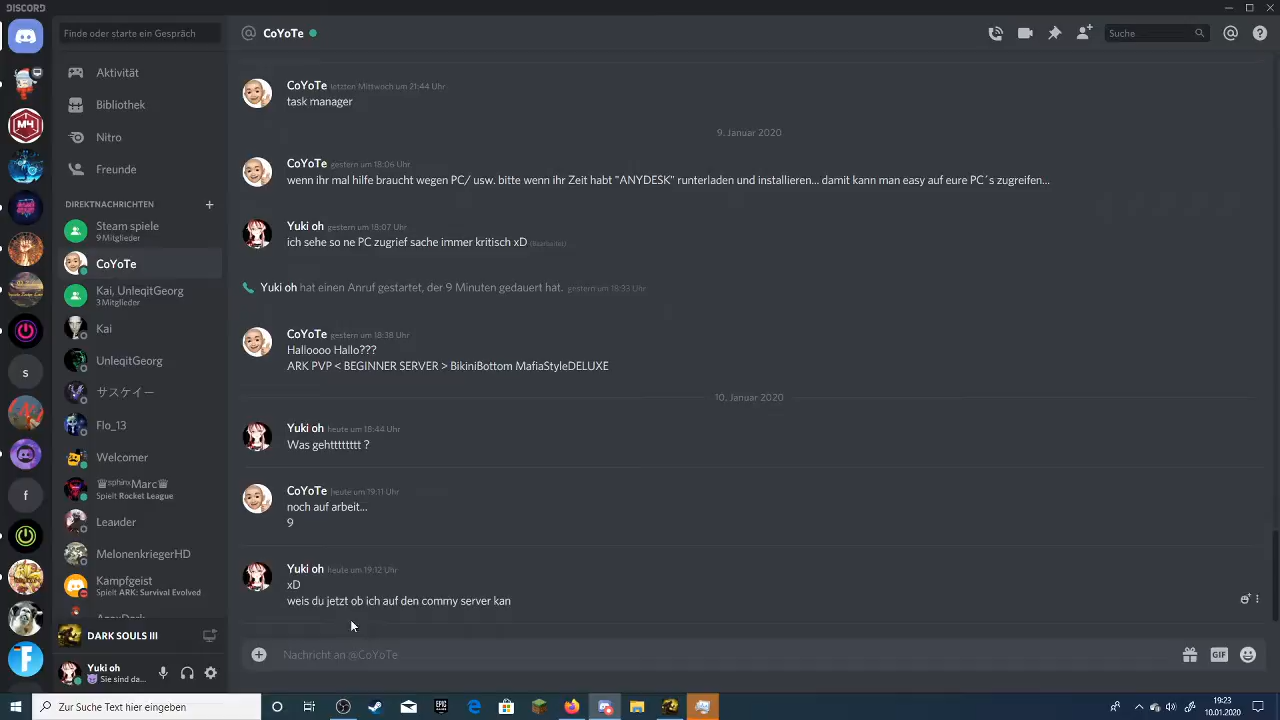 DISCORD
Finde oder starte ein Gespräch
@ CoYoTe
Suche
Aktivität
Bibliothek
Nitro
Freunde
DIREKTNACHRICHTEN
Steam spiele
9 Mitglieder
CoYoTe
Kai, UnleqitGeorg
3 Mitglieder
Kai
UnleqitGeorg
サスケイー
Flo_13
Welcomer
♛sphinxMarc♛
Spielt Rocket League
Leander
MelonenkriegerHD
Kampfgeist
Spielt ARK: Survival Evolved
DARK SOULS III
Yuki oh
Sie sind da...
M4
S
f
F
CoYoTe letzten Mittwoch um 21:44 Uhr
task manager
9. Januar 2020
CoYoTe gestern um 18:06 Uhr
wenn ihr mal hilfe braucht wegen PC/ usw. bitte wenn ihr Zeit habt "ANYDESK" runterladen und installieren... damit kann man easy auf eure PC´s zugreifen...
Yuki oh gestern um 18:07 Uhr
ich sehe so ne PC zugrief sache immer kritisch xD (Bearbeitet)
Yuki oh hat einen Anruf gestartet, der 9 Minuten gedauert hat. gestern um 18:33 Uhr
CoYoTe gestern um 18:38 Uhr
Halloooo Hallo???
ARK PVP < BEGINNER SERVER > BikiniBottom MafiaStyleDELUXE
10. Januar 2020
Yuki oh heute um 18:44 Uhr
Was gehttttttt ?
CoYoTe heute um 19:11 Uhr
noch auf arbeit...
9
Yuki oh heute um 19:12 Uhr
xD
weis du jetzt ob ich auf den commy server kan
Nachricht an @CoYoTe
GIF
Zur Suche Text hier eingeben
EPIC
19:23
10.01.2020